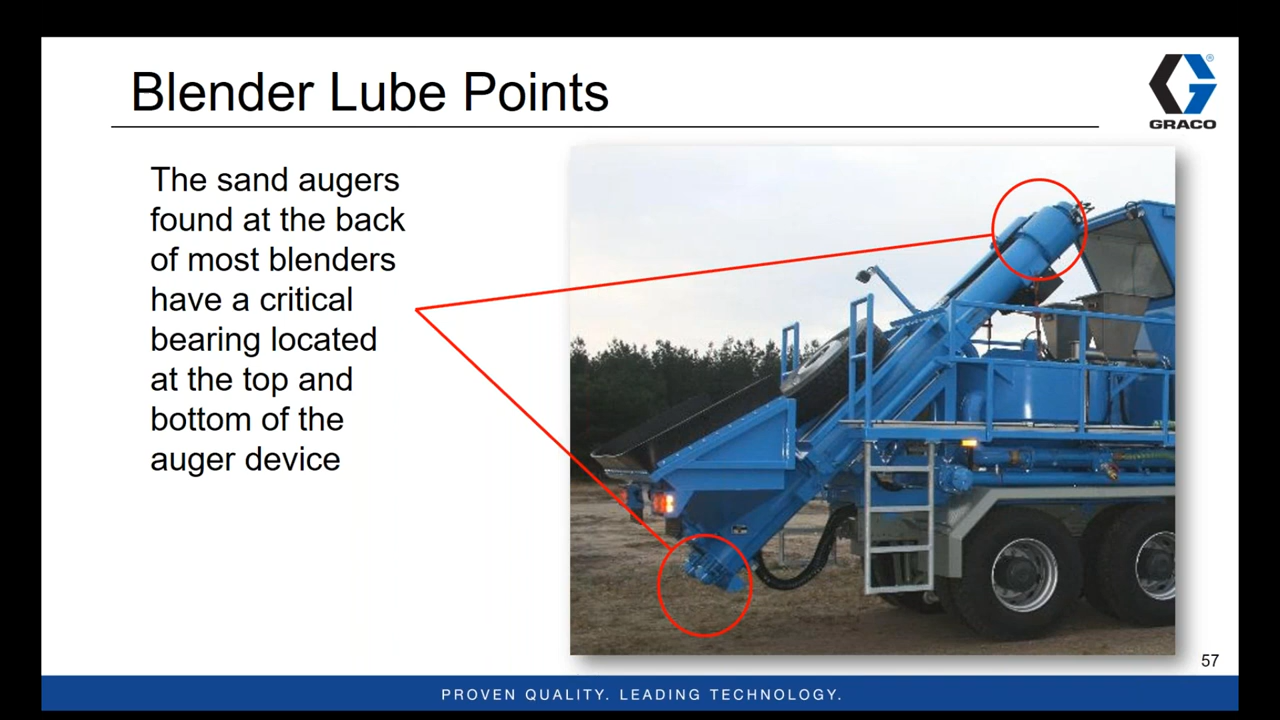 Blender Lube Points
®
GRACO
The sand augers
found at the back
of most blenders
have a critical
bearing located
at the top and
bottom of the
auger device
57
PROVEN QUALITY. LEADING TECHNOLOGY.